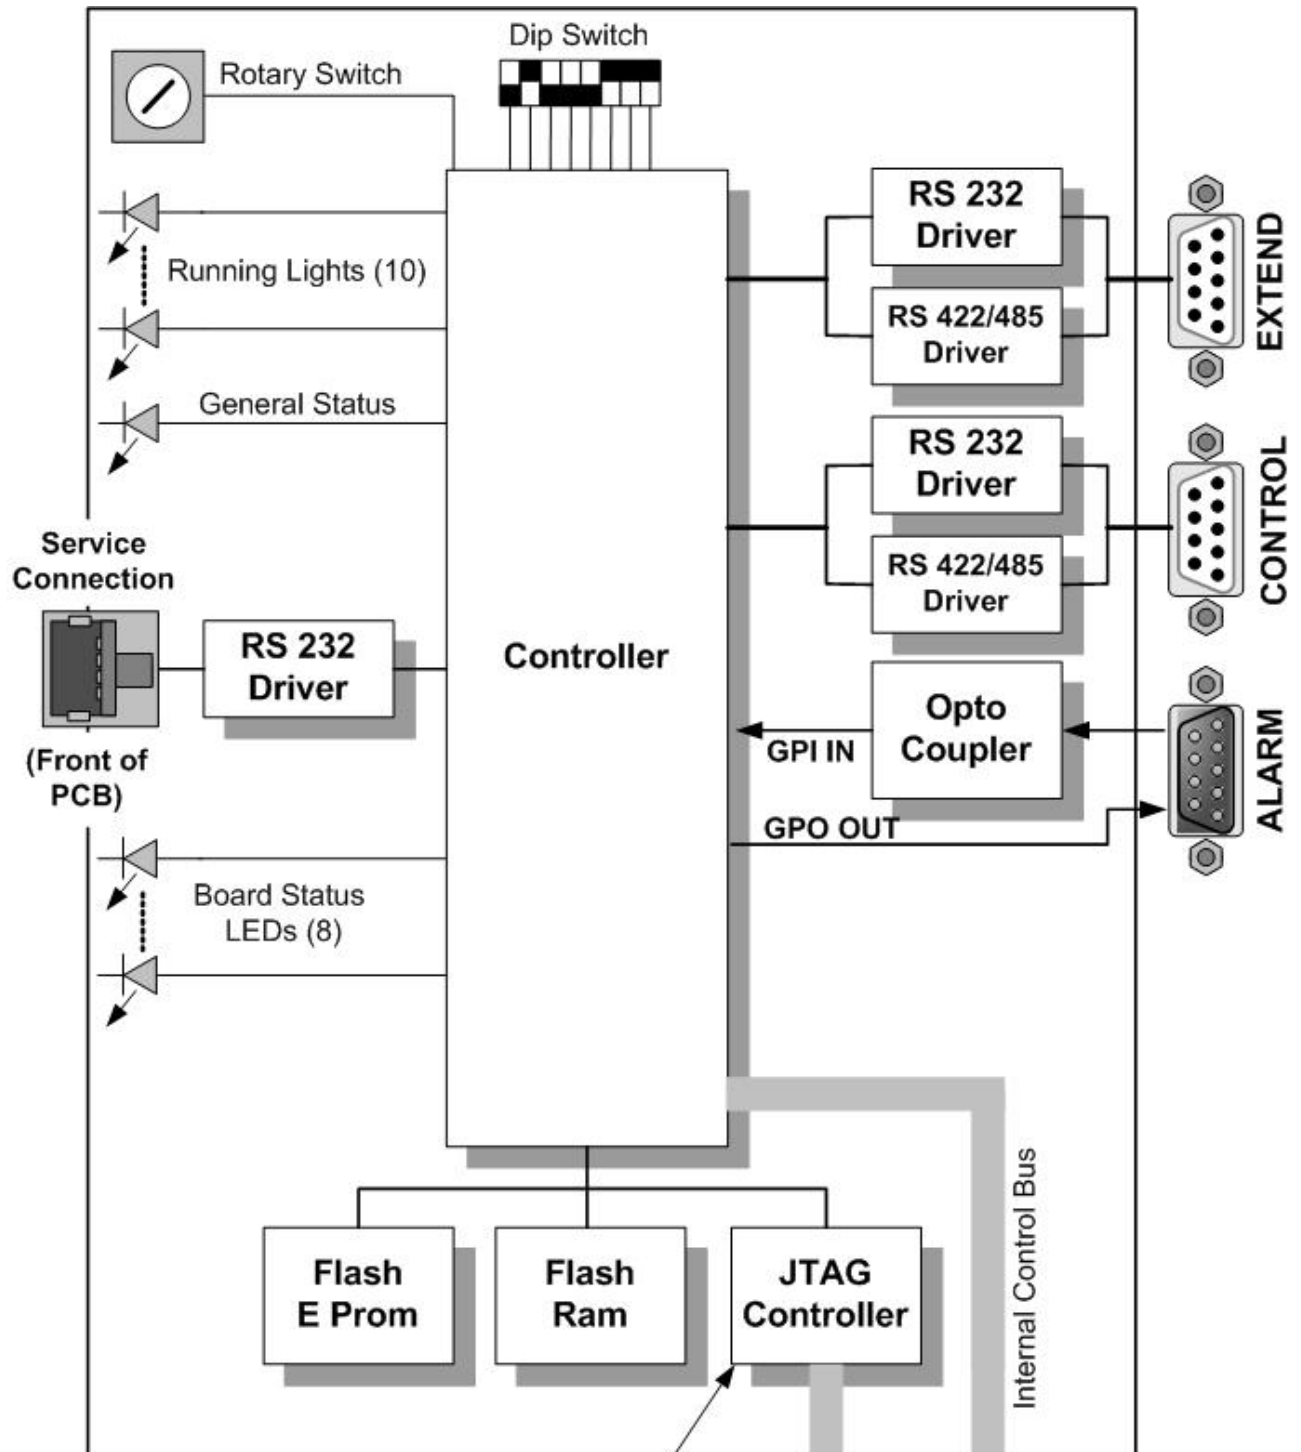 Dip Switch
Rotary Switch
RS 232
Driver
EXTEND
Running Lights (10)
RS 422/485
Driver
General Status
RS 232
Driver
CONTROL
Service
Connection
RS 422/485
Driver
RS 232
Driver
Controller
Opto
Coupler
GPI IN
ALARM
(Front of
PCB)
GPO OUT
Board Status
LEDs (8)
Internal Control Bus
Flash
E Prom
Flash
Ram
JTAG
Controller